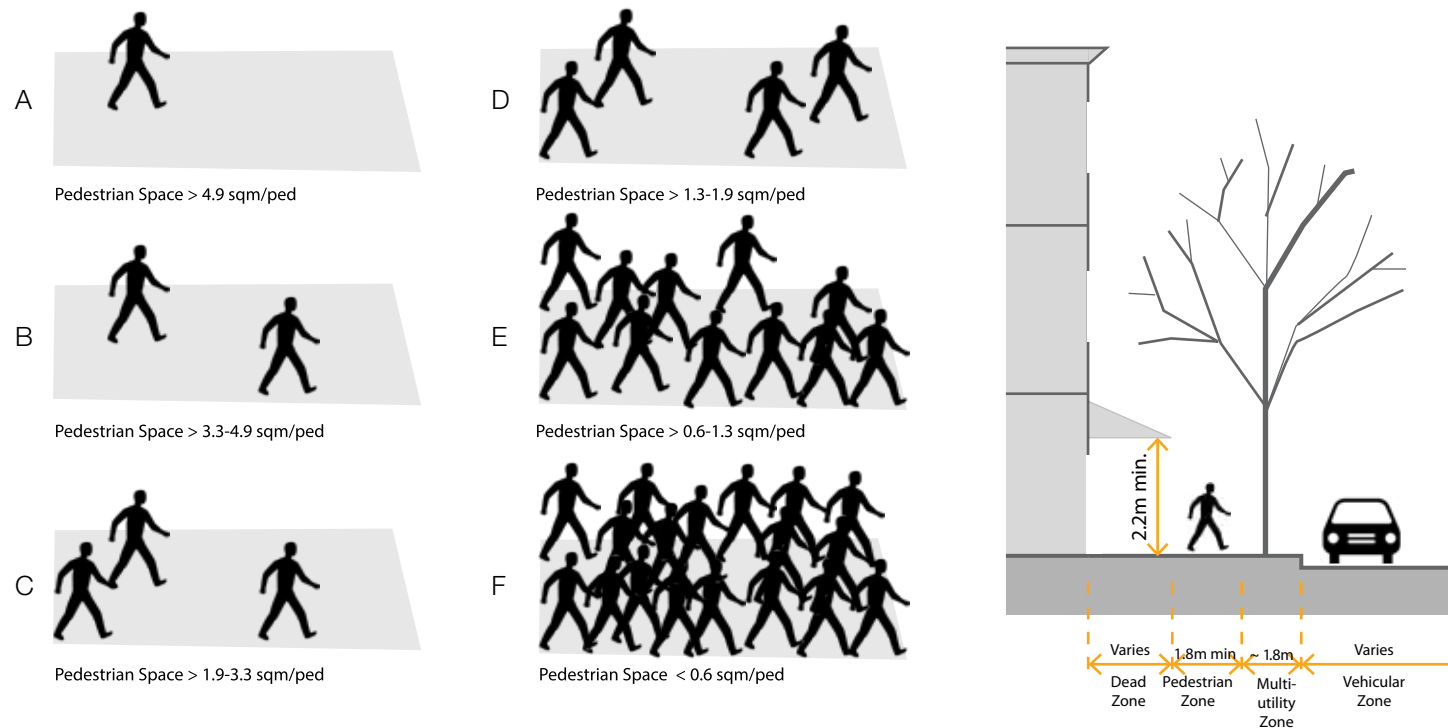 A
Pedestrian Space > 4.9 sqm/ped
B
Pedestrian Space > 3.3-4.9 sqm/ped
C
Pedestrian Space > 1.9-3.3 sqm/ped
D
Pedestrian Space > 1.3-1.9 sqm/ped
E
Pedestrian Space > 0.6-1.3 sqm/ped
F
Pedestrian Space < 0.6 sqm/ped
2.2m min.
Varies
Dead
Zone
1.8m min
Pedestrian
Zone
~ 1.8m
Multi-
utility
Zone
Varies
Vehicular
Zone